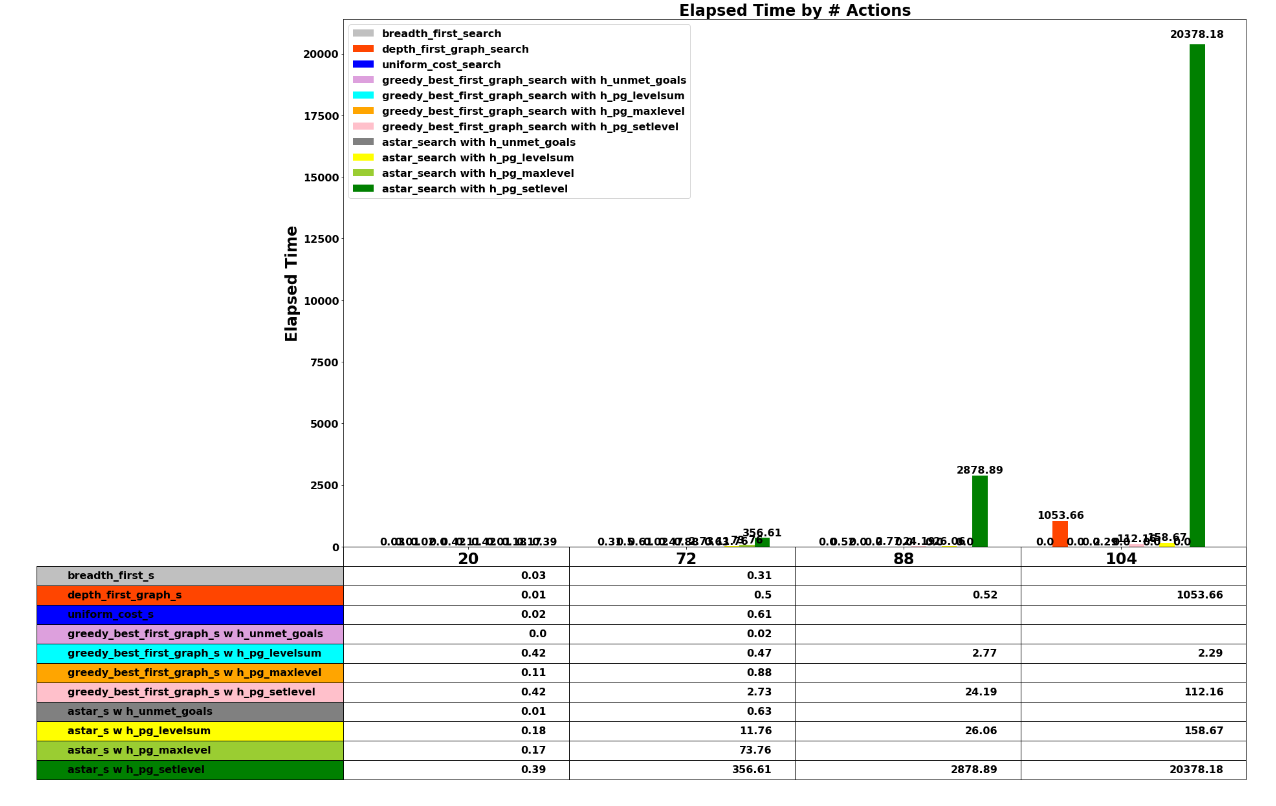 Elapsed Time by # Actions
breadth_first_search
depth_first_graph_search
uniform_cost_search
greedy_best_first_graph_search with h_unmet_goals
greedy_best_first_graph_search with h_pg_levelsum
greedy_best_first_graph_search with h_pg_maxlevel
greedy_best_first_graph_search with h_pg_setlevel
astar_search with h_unmet_goals
astar_search with h_pg_levelsum
astar_search with h_pg_maxlevel
astar_search with h_pg_setlevel
Elapsed Time
20000
17500
15000
12500
10000
7500
5000
2500
0
20378.18
2878.89
1053.66
356.61
158.67
20 72 88 104
breadth_first_s 0.03 0.31
depth_first_graph_s 0.01 0.5 0.52 1053.66
uniform_cost_s 0.02 0.61
greedy_best_first_graph_s w h_unmet_goals 0.0 0.02
greedy_best_first_graph_s w h_pg_levelsum 0.42 0.47 2.77 2.29
greedy_best_first_graph_s w h_pg_maxlevel 0.11 0.88
greedy_best_first_graph_s w h_pg_setlevel 0.42 2.73 24.19 112.16
astar_s w h_unmet_goals 0.01 0.63
astar_s w h_pg_levelsum 0.18 11.76 26.06 158.67
astar_s w h_pg_maxlevel 0.17 73.76
astar_s w h_pg_setlevel 0.39 356.61 2878.89 20378.18